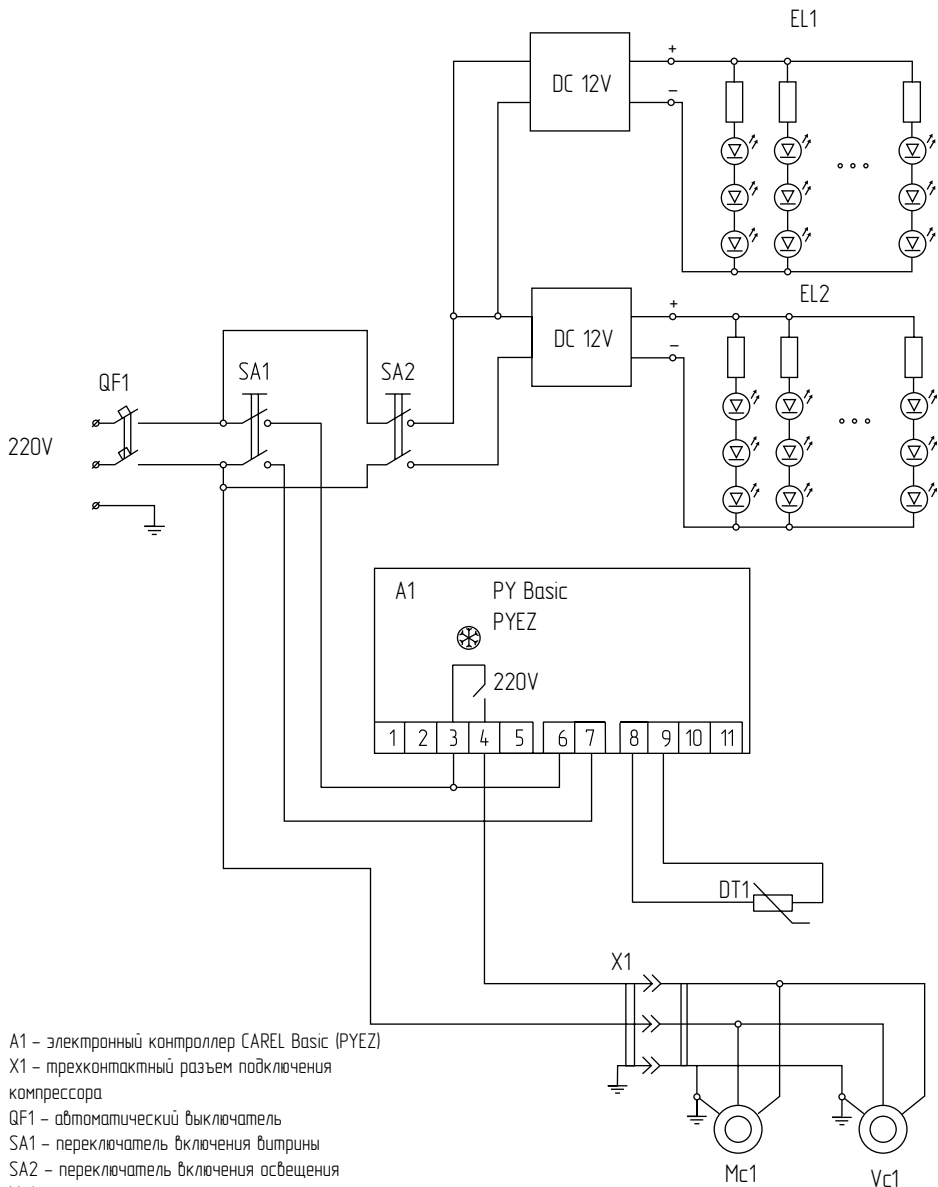 EL1
+
DC 12V
–
EL2
+
DC 12V
–
SA1
SA2
QF1
220V
A1
PY Basic
PYEZ
220V
1 2 3 4 5 6 7 8 9 10 11
DT1
X1
A1 – электронный контроллер CAREL Basic (PYEZ)
X1 – трехконтактный разъем подключения
компрессора
QF1 – автоматический выключатель
SA1 – переключатель включения витрины
SA2 – переключатель включения освещения
Mc1
Vc1